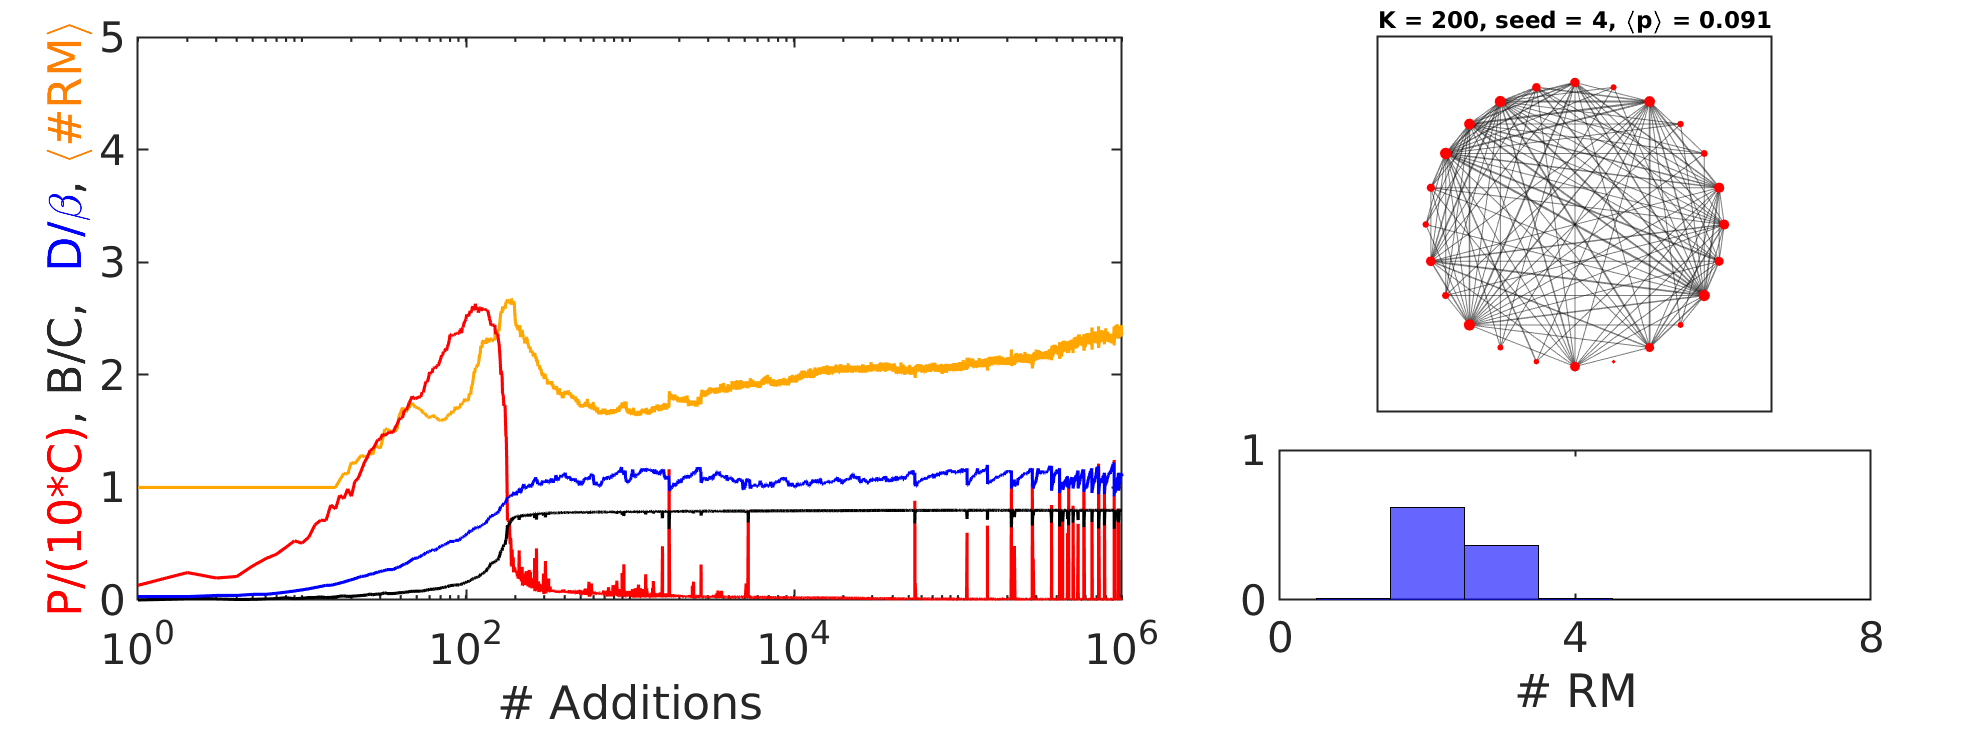 P/(10*C), B/C, D/β, ⟨#RM⟩
5
4
3
2
1
0
10^0 10^2 10^4 10^6
# Additions
K = 200, seed = 4, ⟨p⟩ = 0.091
1
0
0 4 8
# RM